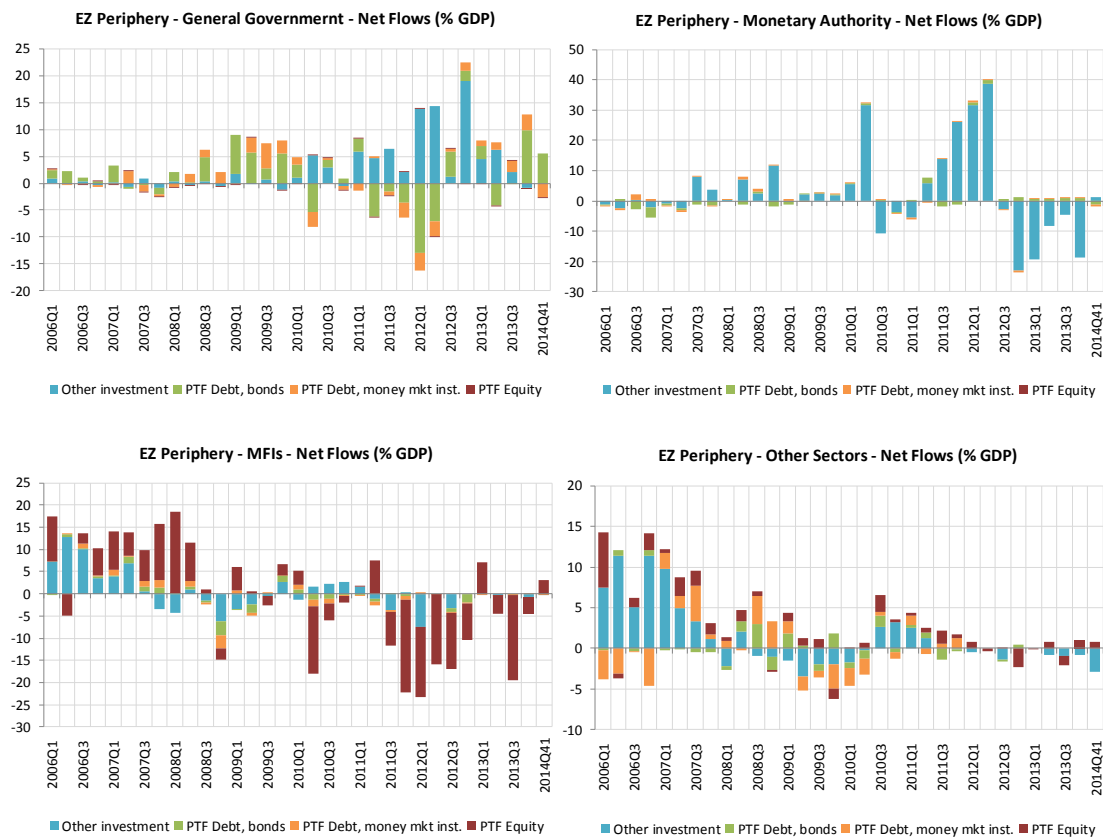 EZ Periphery - General Governemnt - Net Flows (% GDP)
25
20
15
10
5
0
-5
-10
-15
-20
2006Q1
2006Q3
2007Q1
2007Q3
2008Q1
2008Q3
2009Q1
2009Q3
2010Q1
2010Q3
2011Q1
2011Q3
2012Q1
2012Q3
2013Q1
2013Q3
2014Q41
Other investment PTF Debt, bonds PTF Debt, money mkt inst. PTF Equity
EZ Periphery - Monetary Authority - Net Flows (% GDP)
50
40
30
20
10
0
-10
-20
-30
2006Q1
2006Q3
2007Q1
2007Q3
2008Q1
2008Q3
2009Q1
2009Q3
2010Q1
2010Q3
2011Q1
2011Q3
2012Q1
2012Q3
2013Q1
2013Q3
2014Q41
Other investment PTF Debt, bonds PTF Debt, money mkt inst. PTF Equity
EZ Periphery - MFIs - Net Flows (% GDP)
25
20
15
10
5
0
-5
-10
-15
-20
-25
-30
2006Q1
2006Q3
2007Q1
2007Q3
2008Q1
2008Q3
2009Q1
2009Q3
2010Q1
2010Q3
2011Q1
2011Q3
2012Q1
2012Q3
2013Q1
2013Q3
2014Q41
Other investment PTF Debt, bonds PTF Debt, money mkt inst. PTF Equity
EZ Periphery - Other Sectors - Net Flows (% GDP)
20
15
10
5
0
-5
-10
2006Q1
2006Q3
2007Q1
2007Q3
2008Q1
2008Q3
2009Q1
2009Q3
2010Q1
2010Q3
2011Q1
2011Q3
2012Q1
2012Q3
2013Q1
2013Q3
2014Q41
Other investment PTF Debt, bonds PTF Debt, money mkt inst. PTF Equity